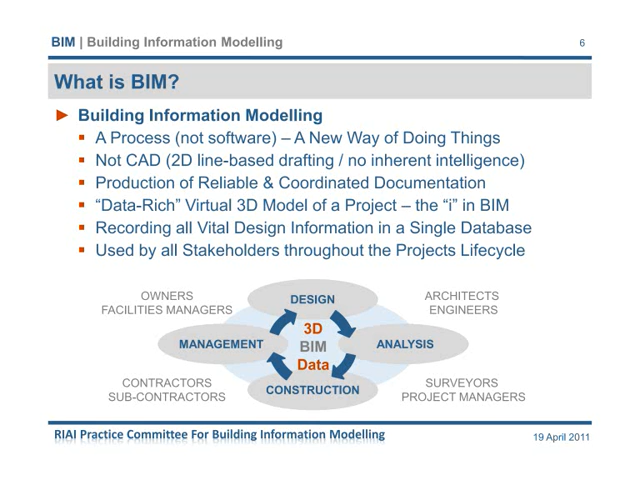 BIM | Building Information Modelling
6
What is BIM?
► Building Information Modelling
▪ A Process (not software) – A New Way of Doing Things
▪ Not CAD (2D line-based drafting / no inherent intelligence)
▪ Production of Reliable & Coordinated Documentation
▪ “Data-Rich” Virtual 3D Model of a Project – the “i” in BIM
▪ Recording all Vital Design Information in a Single Database
▪ Used by all Stakeholders throughout the Projects Lifecycle
OWNERS
FACILITIES MANAGERS
DESIGN
ARCHITECTS
ENGINEERS
MANAGEMENT
3D
BIM
Data
ANALYSIS
CONTRACTORS
SUB-CONTRACTORS
CONSTRUCTION
SURVEYORS
PROJECT MANAGERS
RIAI Practice Committee For Building Information Modelling
19 April 2011